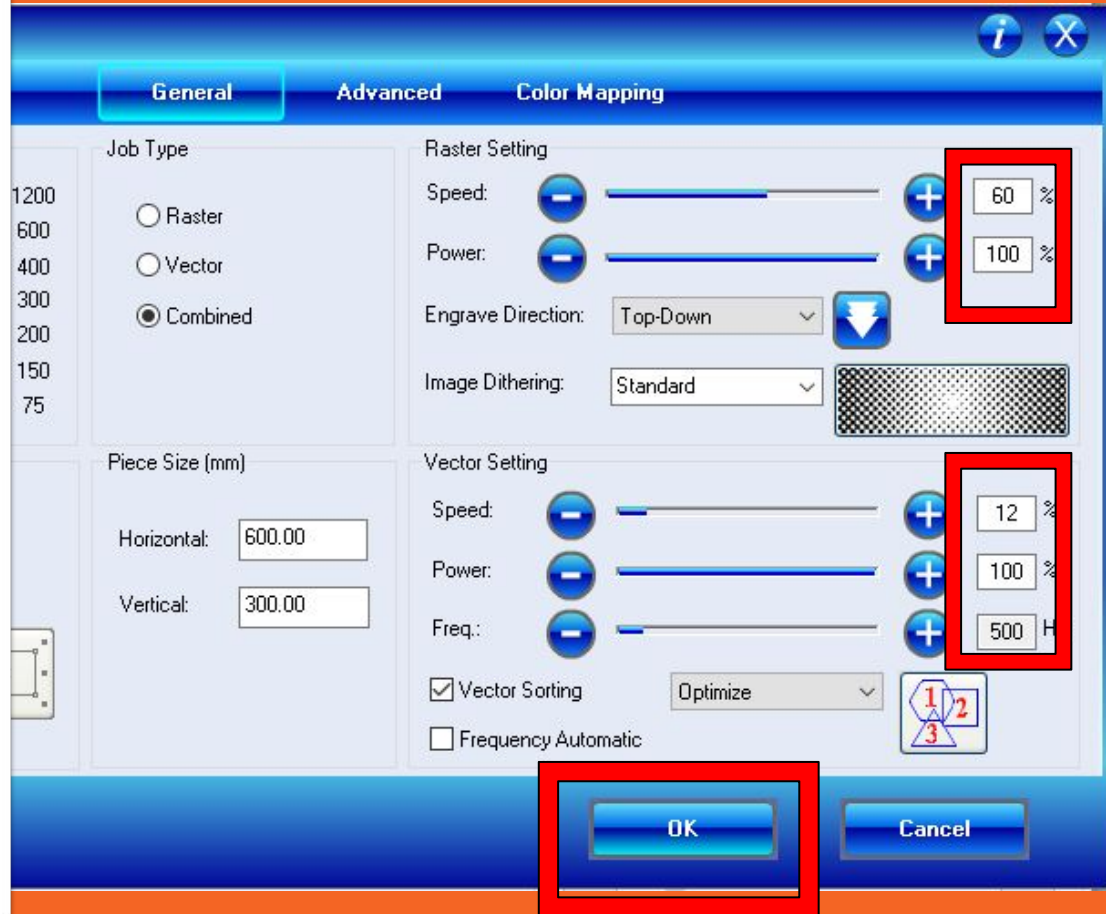 i X
General Advanced Color Mapping
1200
600
400
300
200
150
75
Job Type
Raster
Vector
Combined
Raster Setting
Speed: 60 %
Power: 100 %
Engrave Direction: Top-Down
Image Dithering: Standard
Piece Size (mm)
Horizontal: 600.00
Vertical: 300.00
Vector Setting
Speed: 12 %
Power: 100 %
Freq.: 500 H
Vector Sorting Optimize
1 2
3
Frequency Automatic
OK Cancel